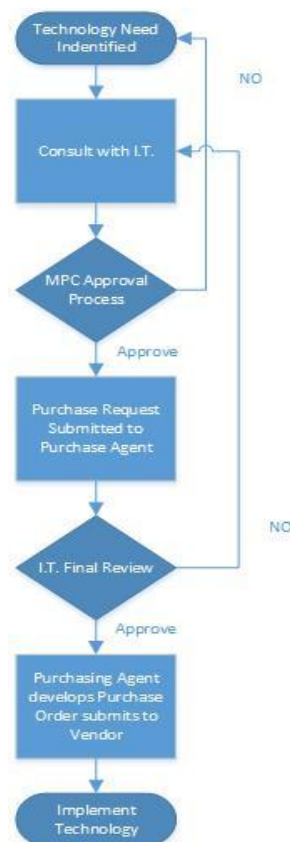 Technology Need
Indentified
NO
Consult with I.T.
MPC Approval
Process
Approve
Purchase Request
Submitted to
Purchase Agent
NO
I.T. Final Review
Approve
Purchasing Agent
develops Purchase
Order submits to
Vendor
Implement
Technology